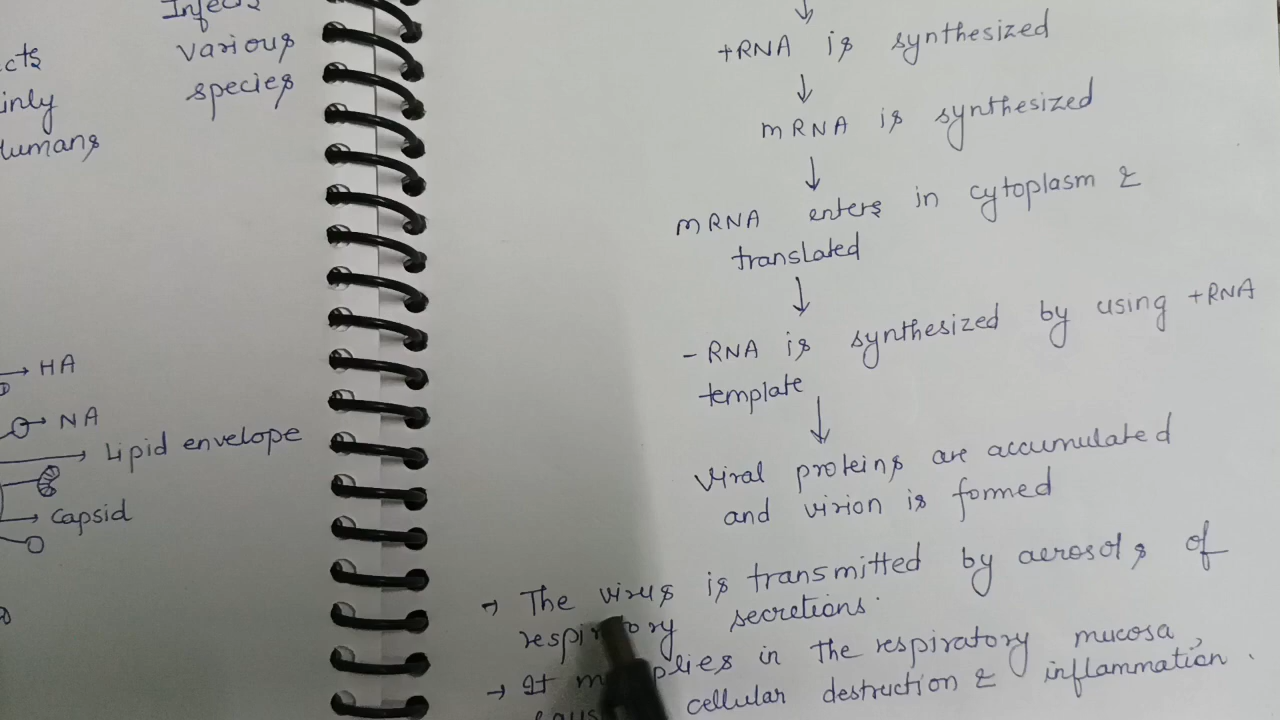 Infects
various
species
inly
Humans
HA
NA
Lipid envelope
Capsid
+RNA is synthesized
mRNA is synthesized
mRNA enters in cytoplasm &
translated
- RNA is synthesized by using +RNA
template
Viral proteins are accumulated
and virion is formed
→ The virus is transmitted by aerosols of
respiratory secretions.
→ It plies in the respiratory mucosa,
cellular destruction & inflammation.